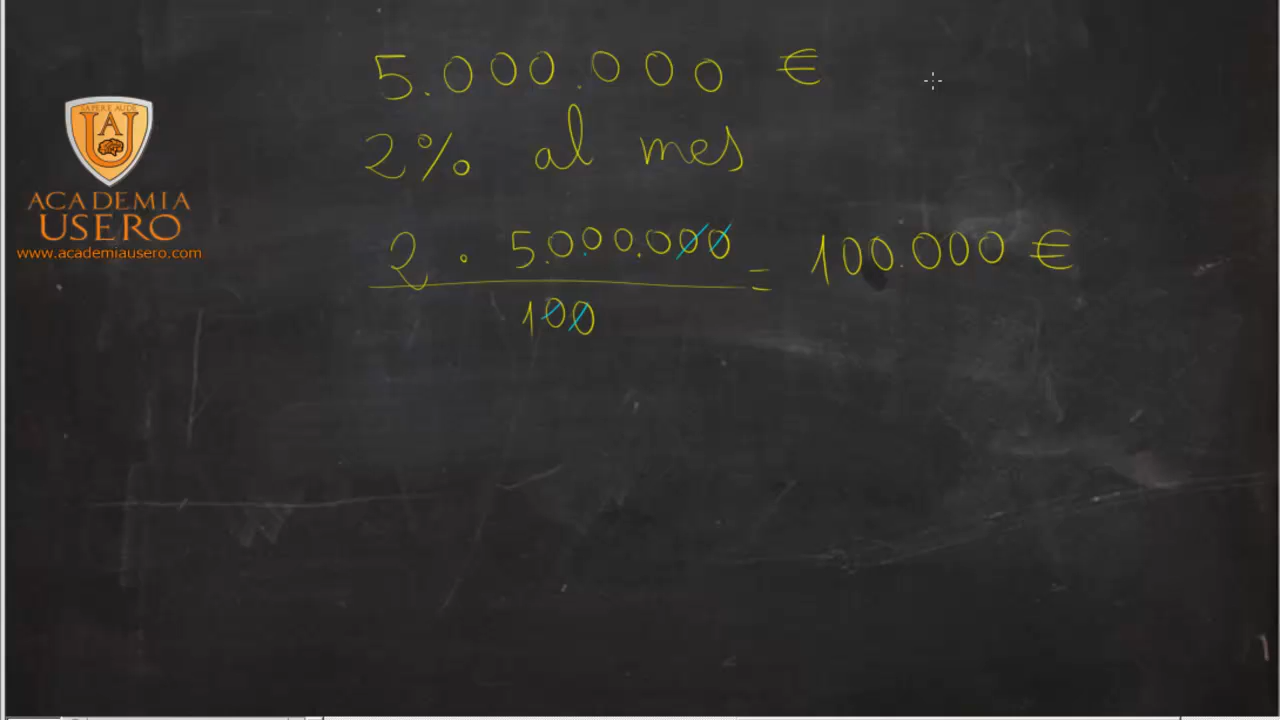 5.000.000 €
2% al mes
2 · 5.000.000
100
= 100.000 €
SAPERE AUDE
UA
ACADEMIA
USERO
www.academiausero.com